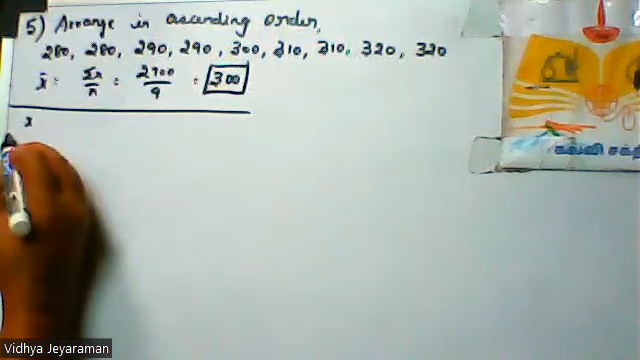 5) Arrange in ascending order,
280, 280, 290, 290, 300, 310, 310, 320, 320
x̄ = Σx/n = 2700/9 = 300
x
கல்வி
Vidhya Jeyaraman